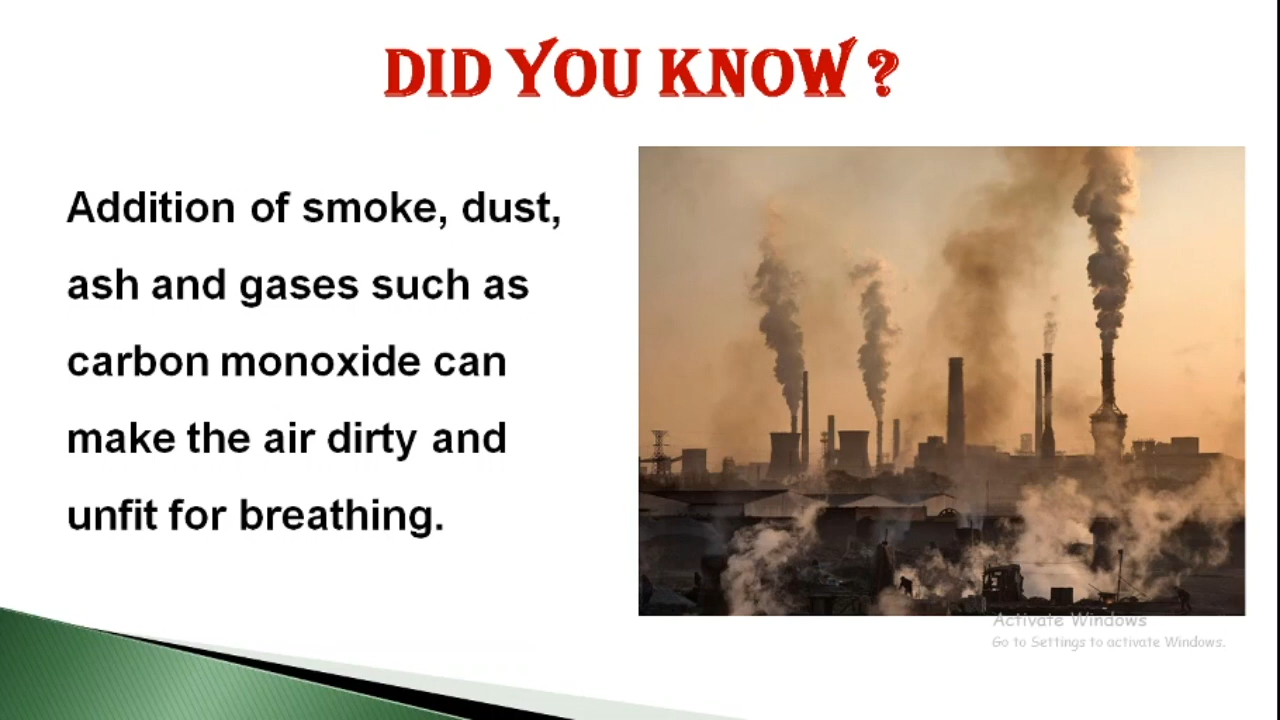 DID YOU KNOW ?
Addition of smoke, dust,
ash and gases such as
carbon monoxide can
make the air dirty and
unfit for breathing.
Activate Windows
Go to Settings to activate Windows.